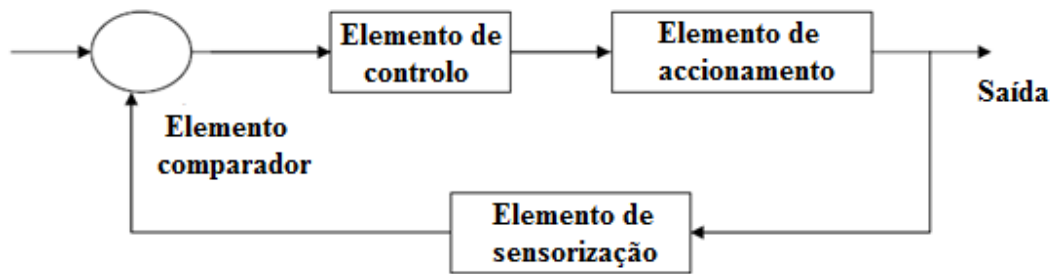 Elemento de
controlo
Elemento de
accionamento
Saída
Elemento
comparador
Elemento de
sensorização